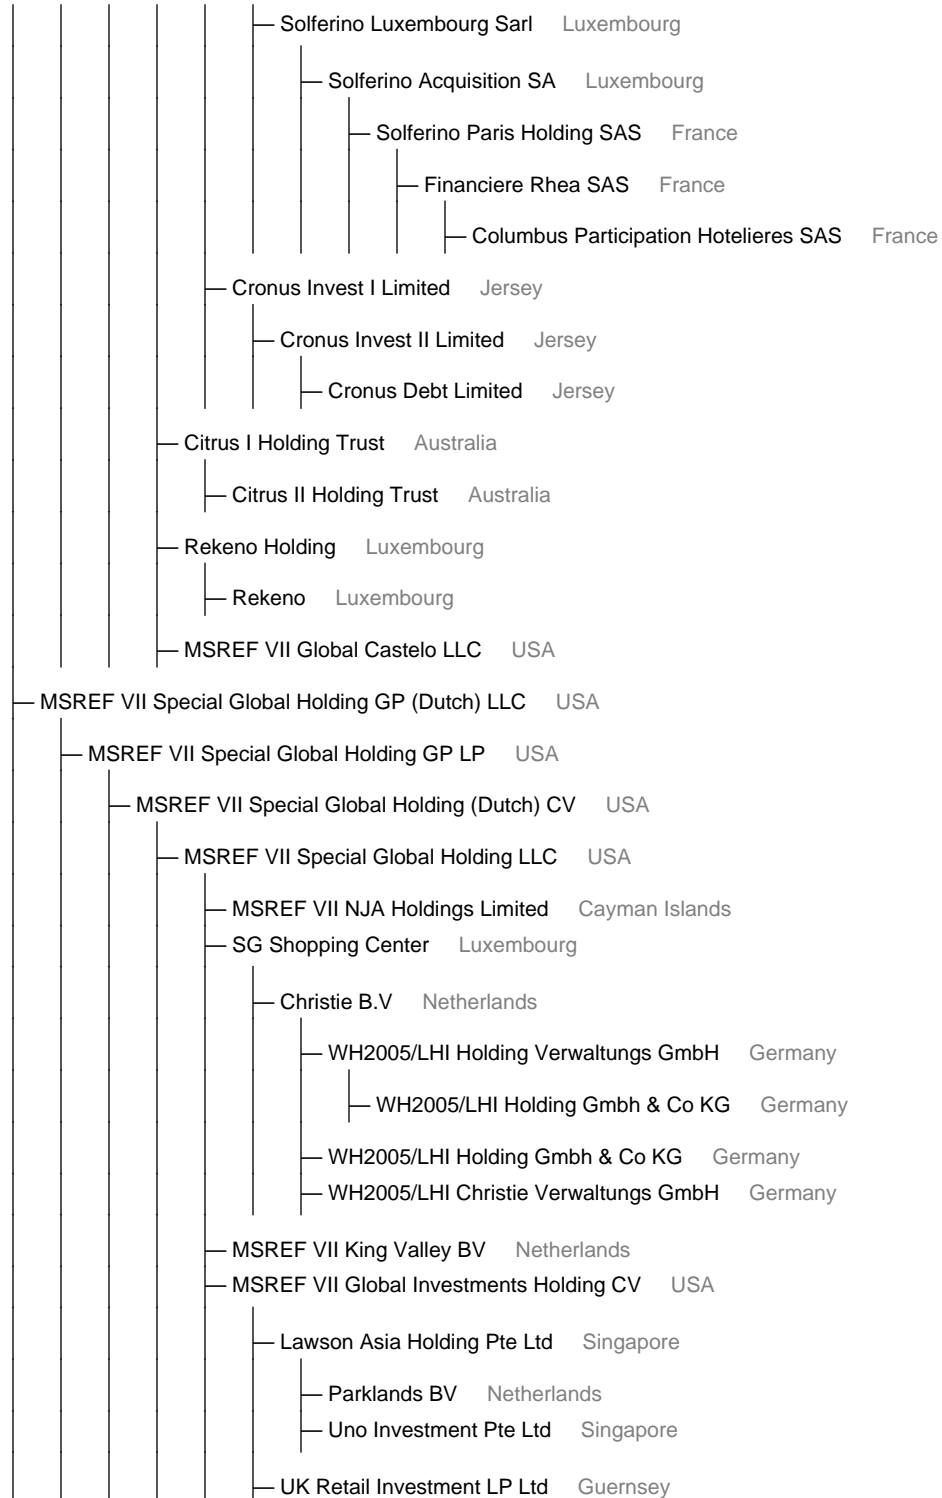 Solferino Luxembourg Sarl Luxembourg
Solferino Acquisition SA Luxembourg
Solferino Paris Holding SAS France
Financiere Rhea SAS France
Columbus Participation Hotelieres SAS France
Cronus Invest I Limited Jersey
Cronus Invest II Limited Jersey
Cronus Debt Limited Jersey
Citrus I Holding Trust Australia
Citrus II Holding Trust Australia
Rekeno Holding Luxembourg
Rekeno Luxembourg
MSREF VII Global Castelo LLC USA
MSREF VII Special Global Holding GP (Dutch) LLC USA
MSREF VII Special Global Holding GP LP USA
MSREF VII Special Global Holding (Dutch) CV USA
MSREF VII Special Global Holding LLC USA
MSREF VII NJA Holdings Limited Cayman Islands
SG Shopping Center Luxembourg
Christie B.V Netherlands
WH2005/LHI Holding Verwaltungs GmbH Germany
WH2005/LHI Holding Gmbh & Co KG Germany
WH2005/LHI Holding Gmbh & Co KG Germany
WH2005/LHI Christie Verwaltungs GmbH Germany
MSREF VII King Valley BV Netherlands
MSREF VII Global Investments Holding CV USA
Lawson Asia Holding Pte Ltd Singapore
Parklands BV Netherlands
Uno Investment Pte Ltd Singapore
UK Retail Investment LP Ltd Guernsey